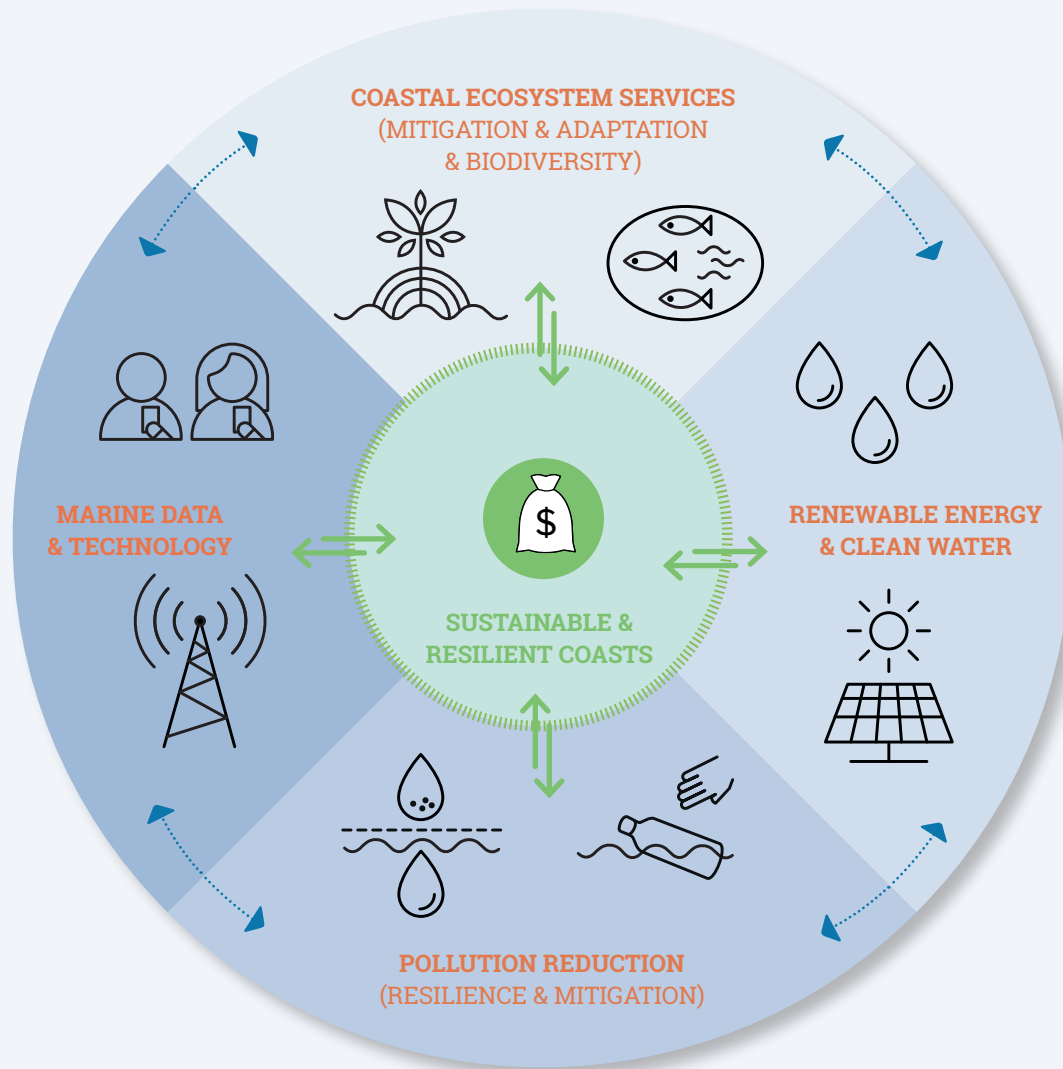 COASTAL ECOSYSTEM SERVICES
(MITIGATION & ADAPTATION
& BIODIVERSITY)
MARINE DATA
& TECHNOLOGY
RENEWABLE ENERGY
& CLEAN WATER
$
SUSTAINABLE &
RESILIENT COASTS
POLLUTION REDUCTION
(RESILIENCE & MITIGATION)